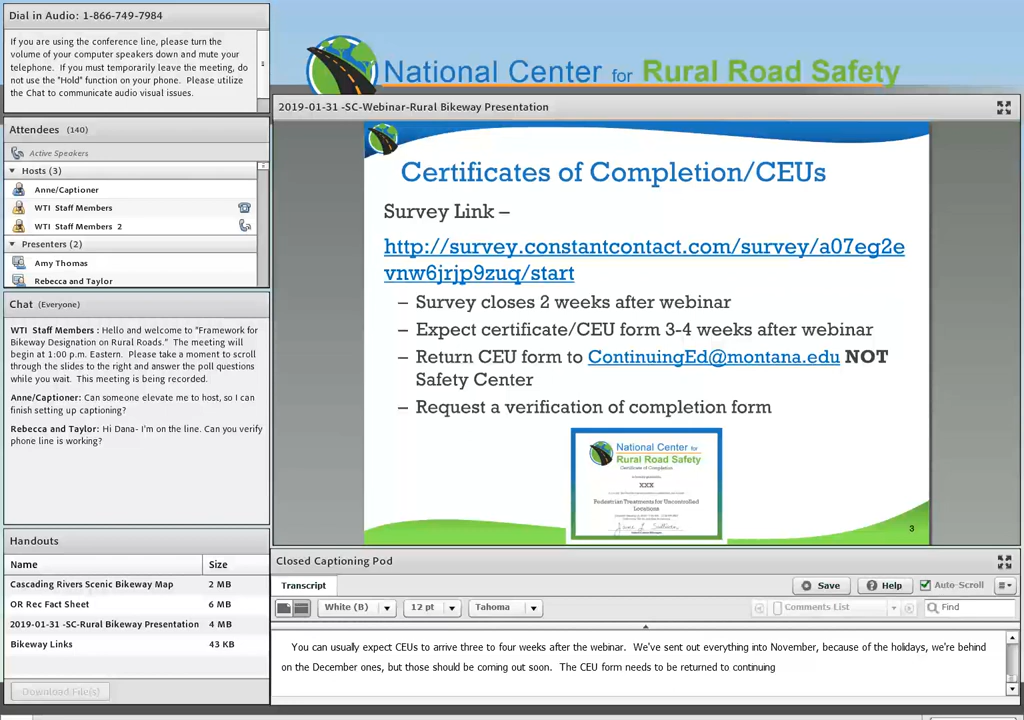 Dial in Audio: 1-866-749-7984
If you are using the conference line, please turn the
volume of your computer speakers down and mute your
telephone. If you must temporarily leave the meeting, do
not use the "Hold" function on your phone. Please utilize
the Chat to communicate audio visual issues.
National Center for Rural Road Safety
2019-01-31 -SC-Webinar-Rural Bikeway Presentation
Attendees (140)
Active Speakers
Hosts (3)
Anne/Captioner
WTI Staff Members
WTI Staff Members 2
Presenters (2)
Amy Thomas
Rebecca and Taylor
Chat (Everyone)
WTI Staff Members : Hello and welcome to "Framework for
Bikeway Designation on Rural Roads." The meeting will
begin at 1:00 p.m. Eastern. Please take a moment to scroll
through the slides to the right and answer the poll questions
while you wait. This meeting is being recorded.
Anne/Captioner: Can someone elevate me to host, so I can
finish setting up captioning?
Rebecca and Taylor: Hi Dana- I'm on the line. Can you verify
phone line is working?
Handouts
Name Size
Cascading Rivers Scenic Bikeway Map 2 MB
OR Rec Fact Sheet 6 MB
2019-01-31 -SC-Rural Bikeway Presentation 4 MB
Bikeway Links 43 KB
Download File(s)
Certificates of Completion/CEUs
Survey Link –
http://survey.constantcontact.com/survey/a07eg2e
vnw6jrjp9zuq/start
– Survey closes 2 weeks after webinar
– Expect certificate/CEU form 3-4 weeks after webinar
– Return CEU form to ContinuingEd@montana.edu NOT
Safety Center
– Request a verification of completion form
National Center for
Rural Road Safety
Certificate of Completion
XXX
Pedestrian Treatments for Uncontrolled
Locations
3
Closed Captioning Pod
Transcript
Save
Help
Auto-Scroll
White (B)
12 pt
Tahoma
Comments List
Find
You can usually expect CEUs to arrive three to four weeks after the webinar. We've sent out everything into November, because of the holidays, we're behind
on the December ones, but those should be coming out soon. The CEU form needs to be returned to continuing